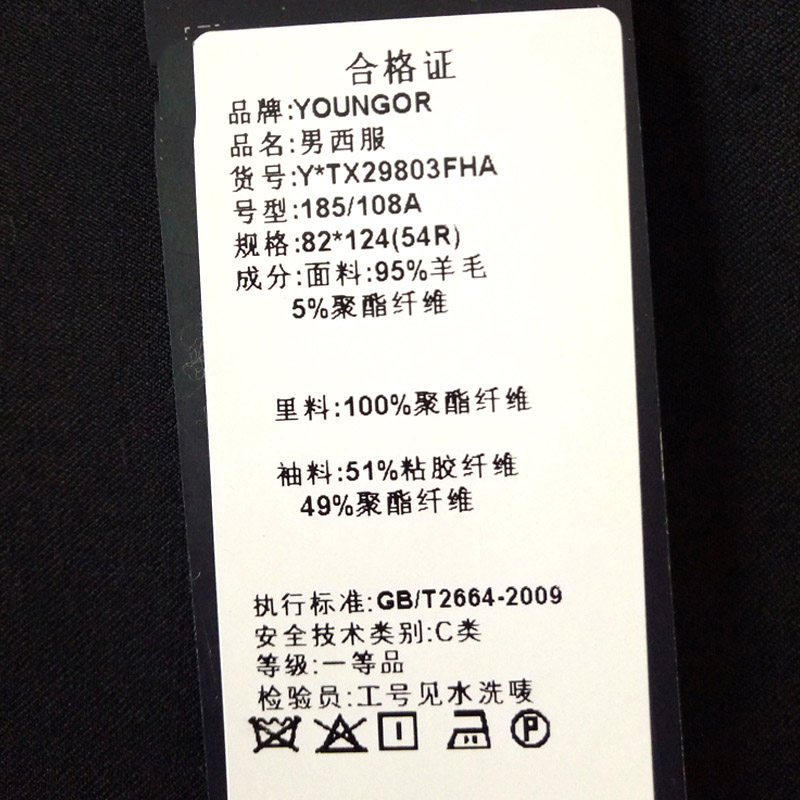 合格证
品牌:YOUNGOR
品名:男西服
货号:Y*TX29803FHA
号型:185/108A
规格:82*124(54R)
成分:面料:95%羊毛
5%聚酯纤维
里料:100%聚酯纤维
袖料:51%粘胶纤维
49%聚酯纤维
执行标准:GB/T2664-2009
安全技术类别:C类
等级:一等品
检验员:工号见水洗唛
P